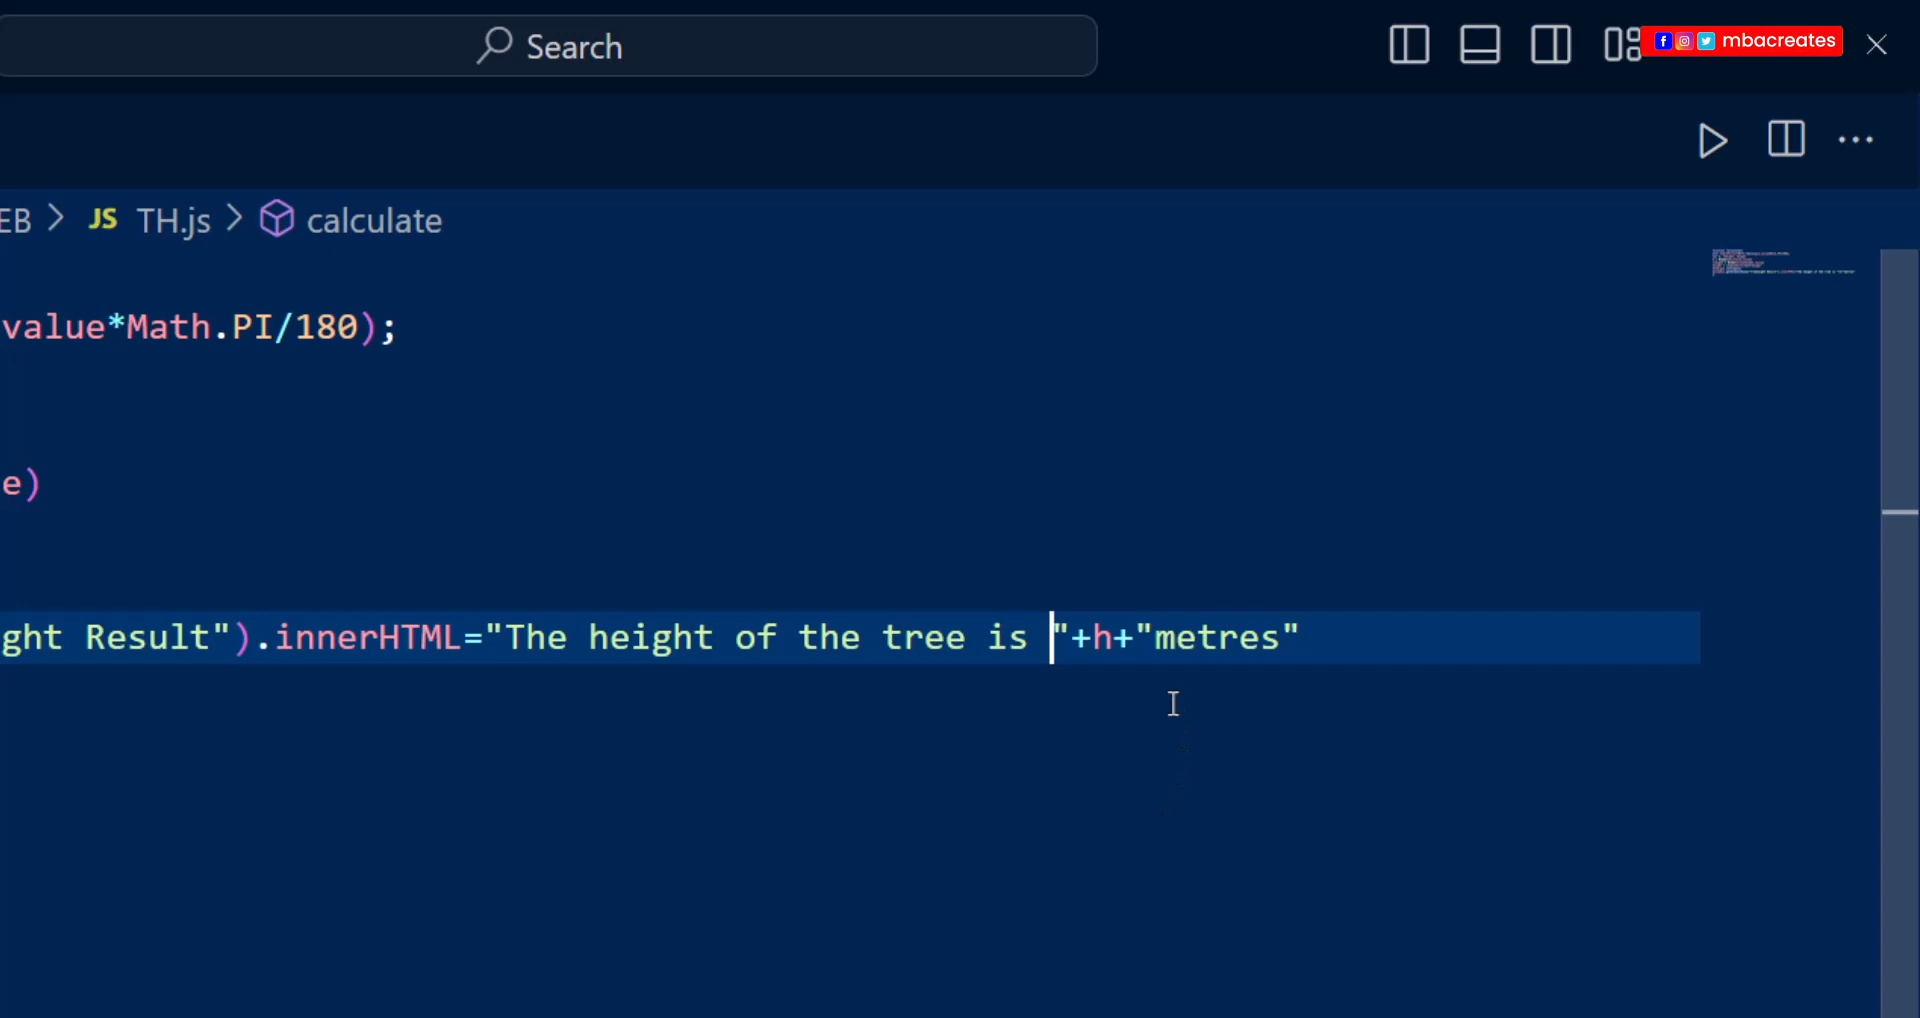 Search
mbacreates
EB > JS TH.js > calculate
value*Math.PI/180);
e)
ght Result").innerHTML="The height of the tree is "+h+"metres"